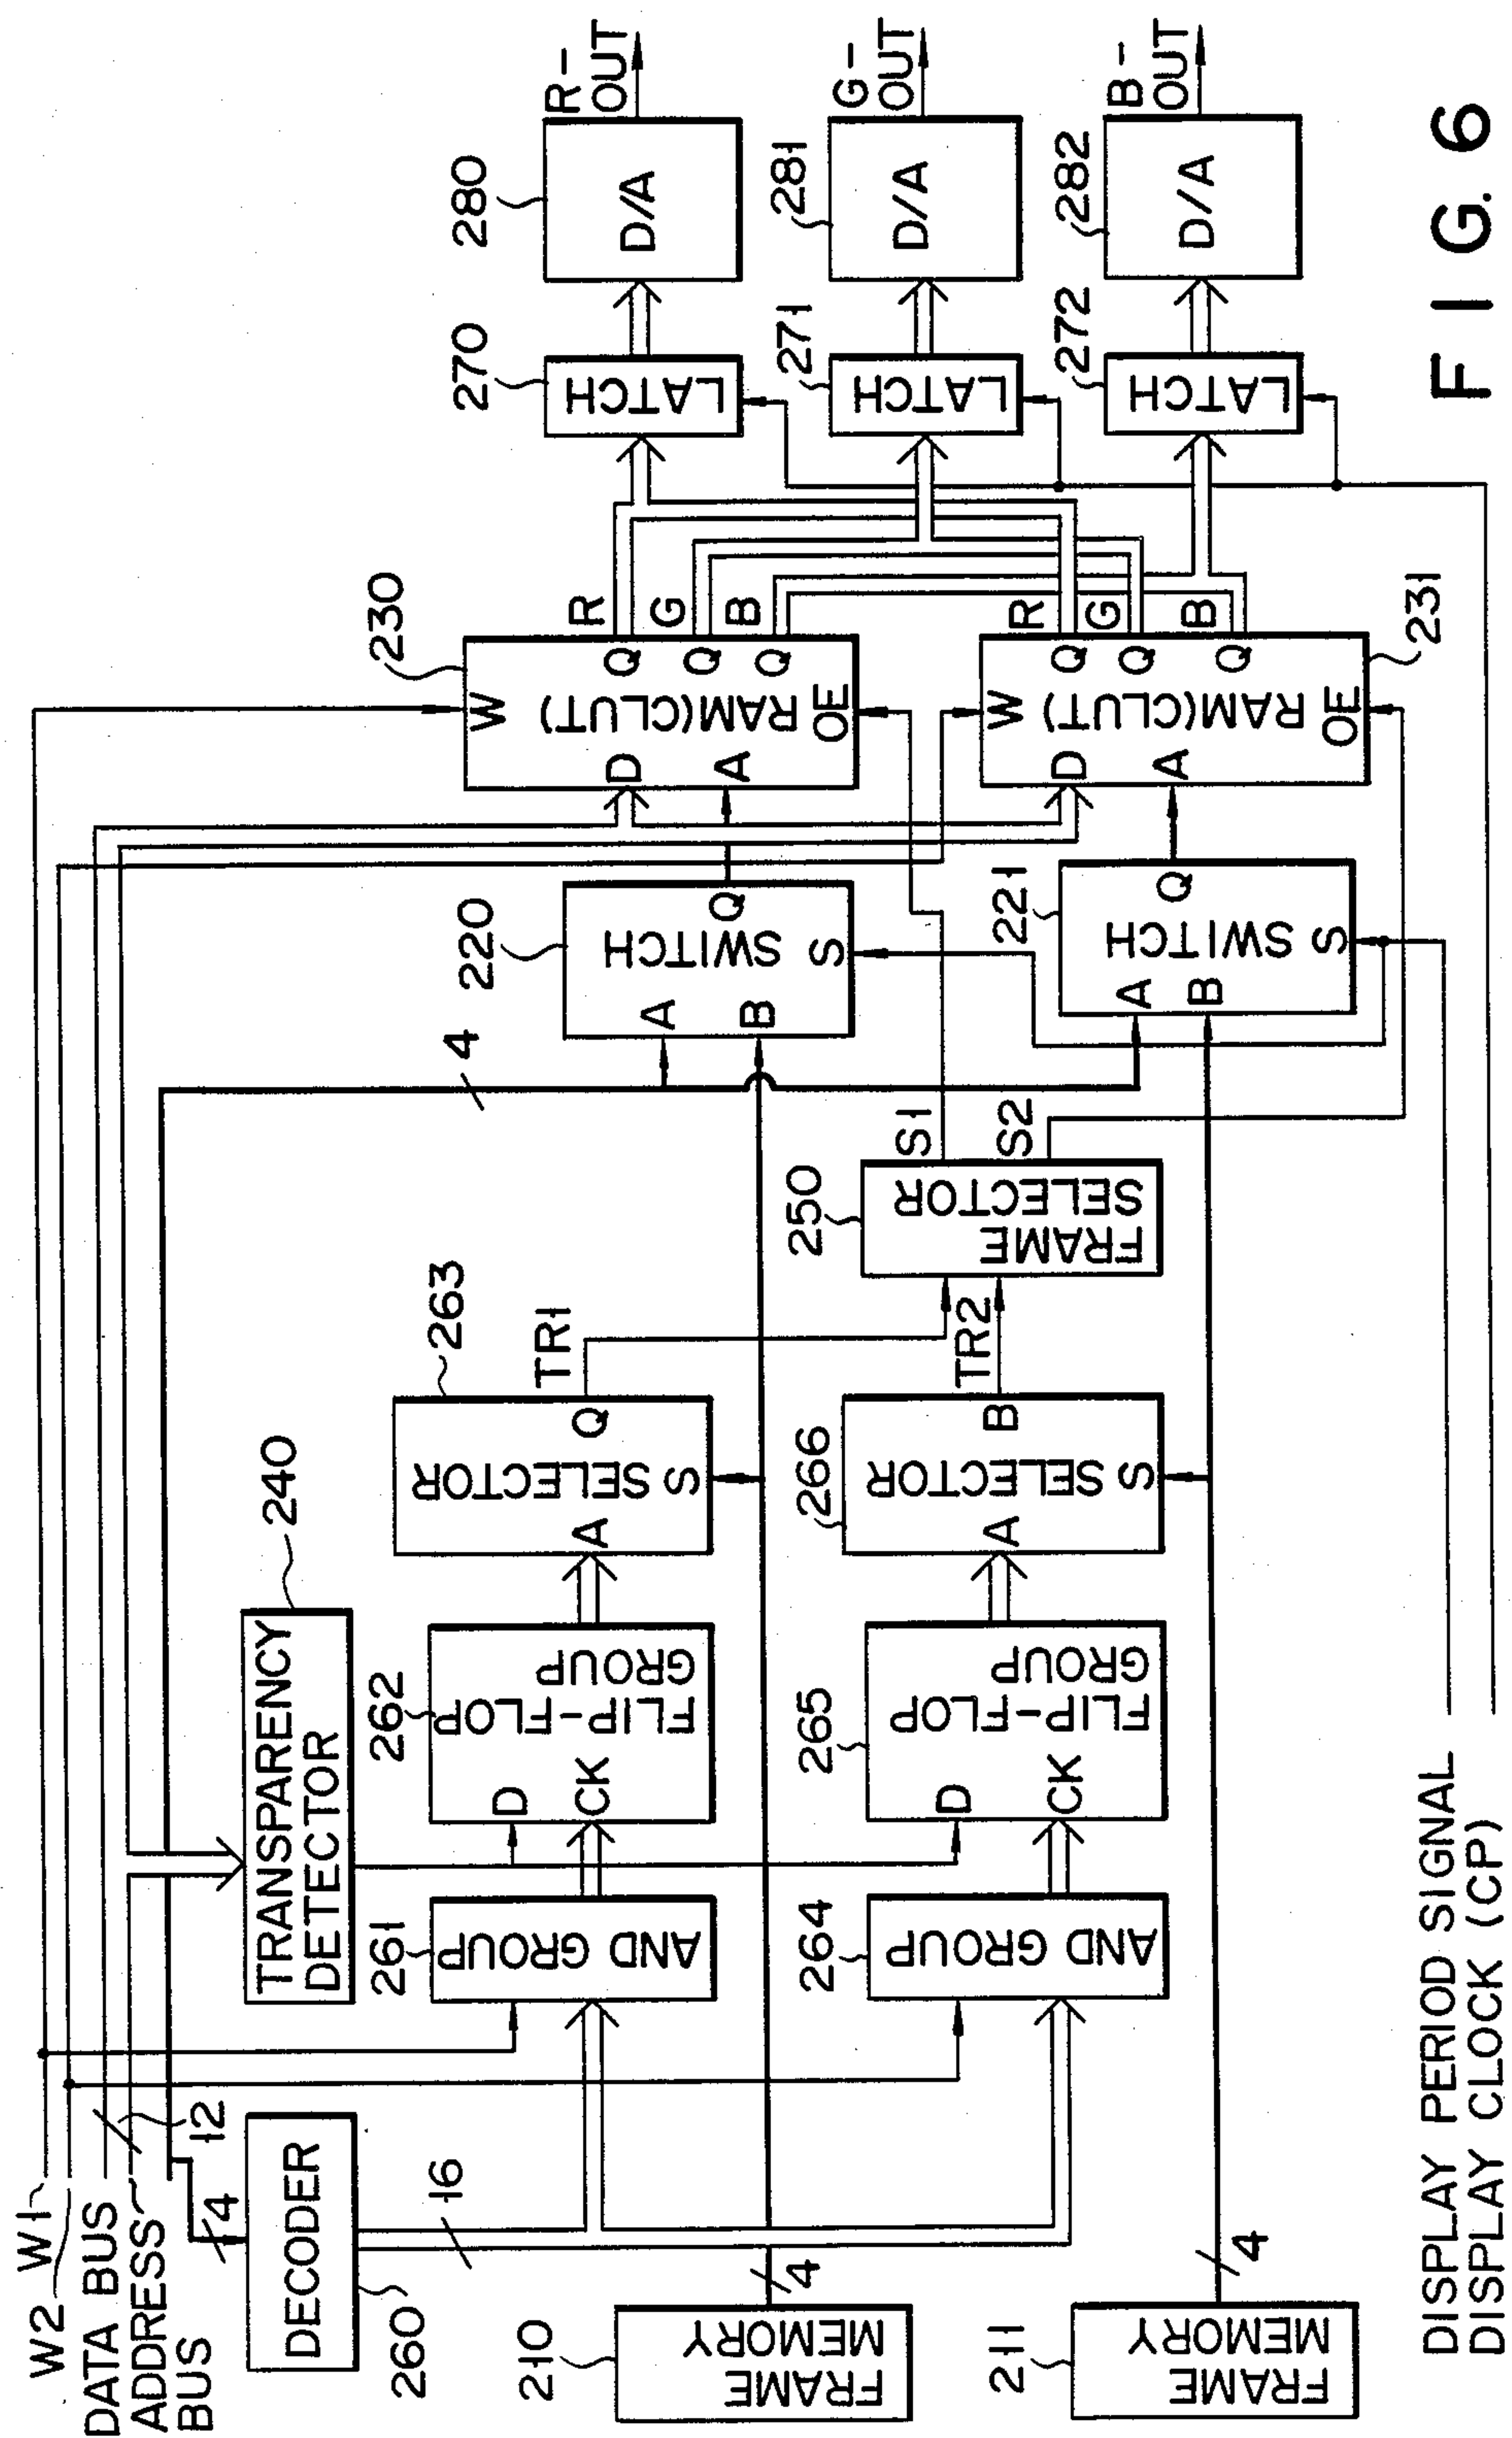 W1
W2
DATA BUS
ADDRESS
BUS
12
4
DECODER
260
16
TRANSPARENCY
DETECTOR
240
AND GROUP
261
FLIP-FLOP
GROUP
D
CK
262
SELECTOR
A
Q
S
263
TR1
AND GROUP
264
FLIP-FLOP
GROUP
D
CK
265
SELECTOR
A
B
S
266
TR2
FRAME
SELECTOR
250
S1
S2
FRAME
MEMORY
210
4
FRAME
MEMORY
211
4
4
SWITCH
A
B
Q
S
220
SWITCH
A
B
Q
S
221
RAM(CLUT)
W
D
A
OE
Q
Q
Q
R
G
B
230
RAM(CLUT)
W
D
A
OE
Q
Q
Q
R
G
B
231
LATCH
270
LATCH
271
LATCH
272
D/A
280
D/A
281
D/A
282
R-
OUT
G-
OUT
B-
OUT
DISPLAY PERIOD SIGNAL
DISPLAY CLOCK (CP)
FIG. 6